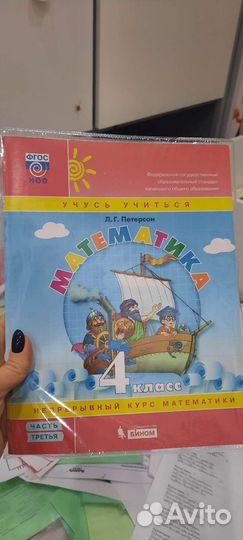 ФГОС
НОО
Федеральный государственный
образовательный стандарт
начального общего образования
УЧУСЬ УЧИТЬСЯ
Л. Г. Петерсон
МАТЕМАТИКА
4 класс
НЕПРЕРЫВНЫЙ КУРС МАТЕМАТИКИ
ЧАСТЬ
ТРЕТЬЯ
БИНОМ
Avito